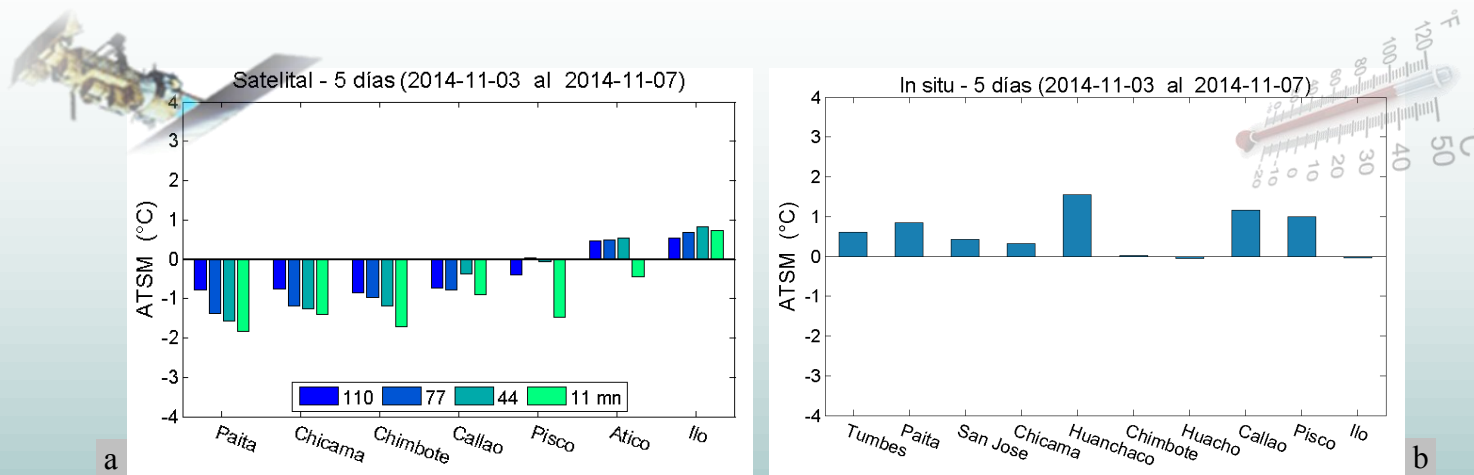 Satelital - 5 días (2014-11-03 al 2014-11-07)
4
3
2
1
0
-1
-2
-3
-4
ATSM (°C)
110 77 44 11 mn
Paita Chicama Chimbote Callao Pisco Atico Ilo
a
In situ - 5 días (2014-11-03 al 2014-11-07)
4
3
2
1
0
-1
-2
-3
-4
ATSM (°C)
Tumbes Paita San Jose Chicama Huanchaco Chimbote Huacho Callao Pisco Ilo
b
°F
120
100
80
60
40
C
-20 -10 0 10 20 30 40 50